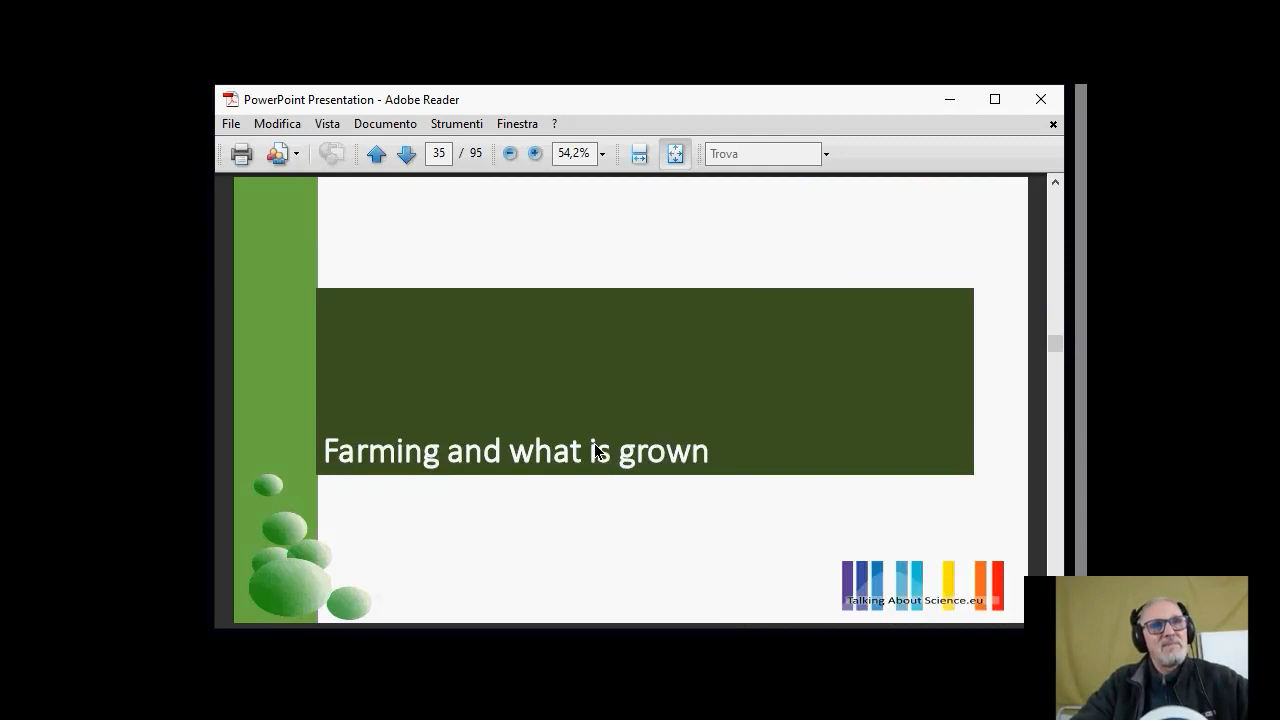 PowerPoint Presentation - Adobe Reader
File Modifica Vista Documento Strumenti Finestra ?
35 / 95 54,2% Trova
Farming and what is grown
Talking About Science.eu